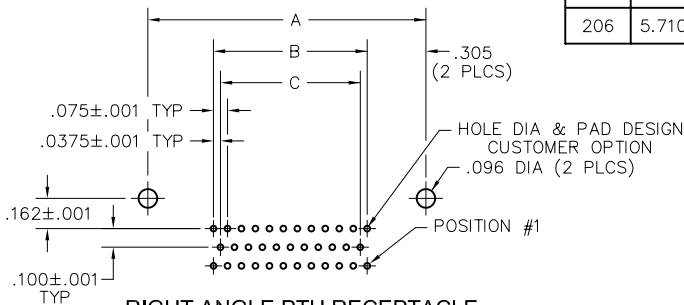 A
206 5.710
B
.305
(2 PLCS)
C
.075±.001 TYP
.0375±.001 TYP
HOLE DIA & PAD DESIGN
CUSTOMER OPTION
.096 DIA (2 PLCS)
.162±.001
POSITION #1
.100±.001
TYP
RIGHT ANGLE PTH RECEPTACLE